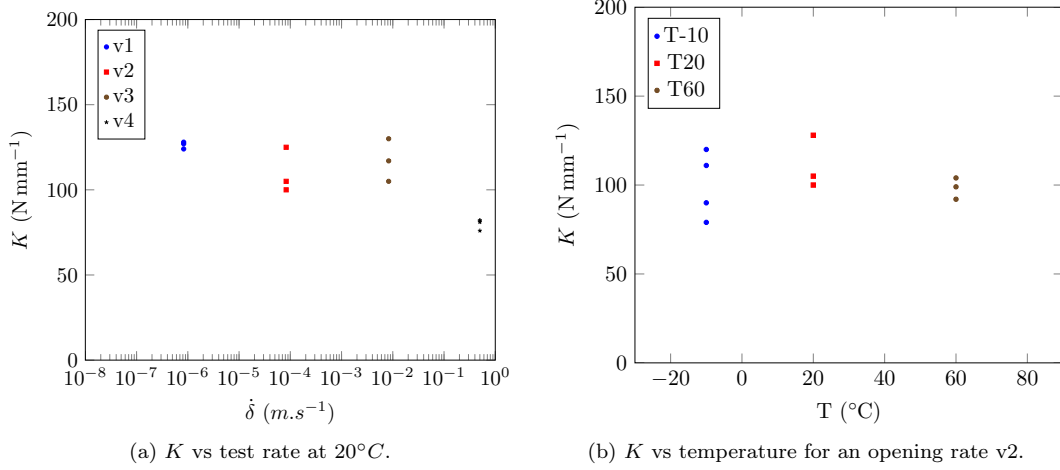 200
150
100
50
0
K (N mm⁻¹)
v1
v2
v3
v4
10⁻⁸ 10⁻⁷ 10⁻⁶ 10⁻⁵ 10⁻⁴ 10⁻³ 10⁻² 10⁻¹ 10⁰
δ̇ (m.s⁻¹)
(a) K vs test rate at 20°C.
200
150
100
50
0
K (N mm⁻¹)
T-10
T20
T60
−20 0 20 40 60 80
T (°C)
(b) K vs temperature for an opening rate v2.